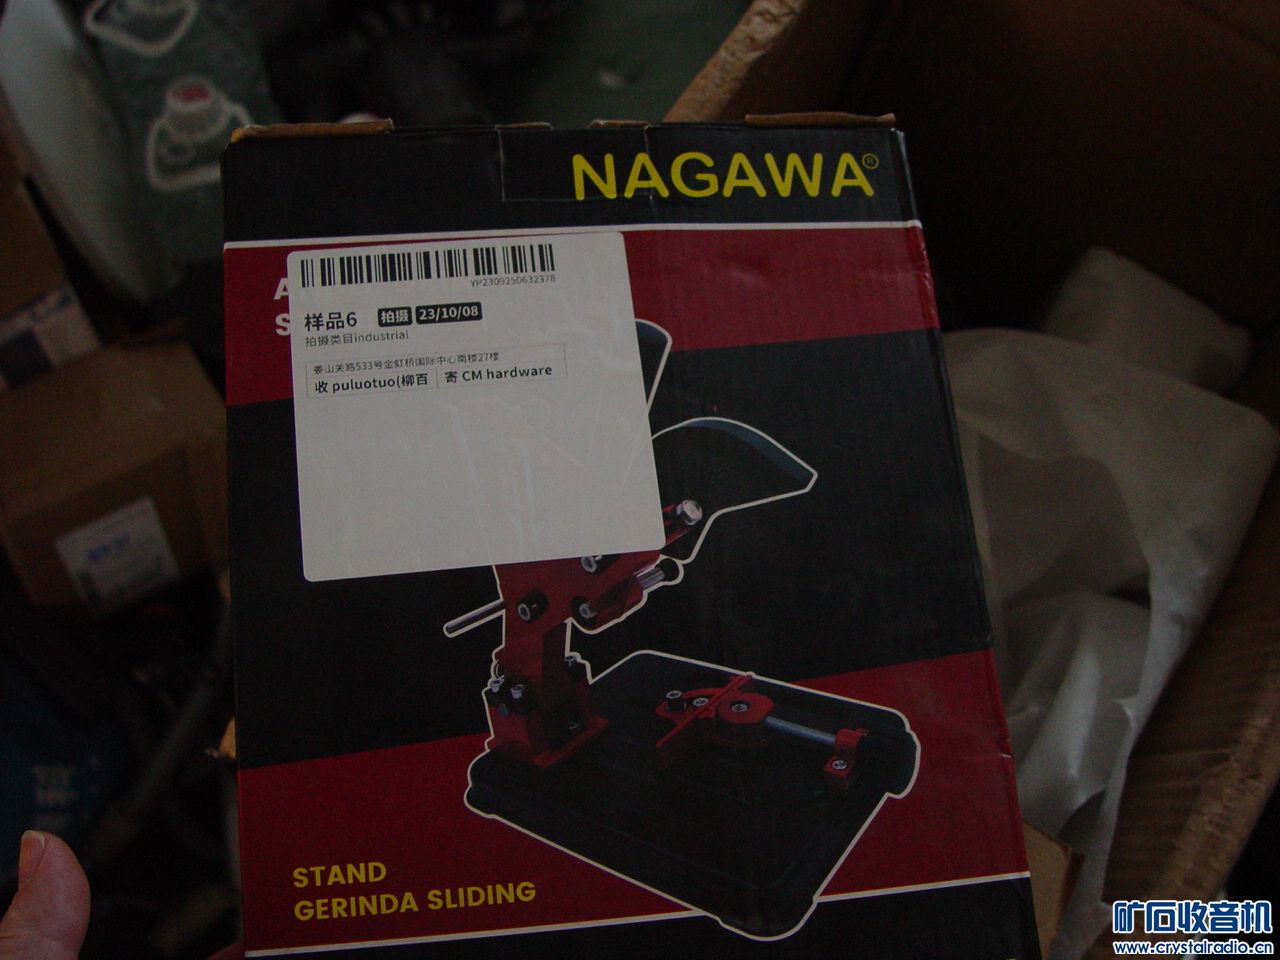 NAGAWA®
A
S
YP2309250632378
样品6 拍摄 23/10/08
拍摄类目industrial
娄山关路533号金虹桥国际中心南楼27楼
收 puluotuo(柳百 寄 CM hardware
STAND
GERINDA SLIDING
矿石收音机
www.crystalradio.cn